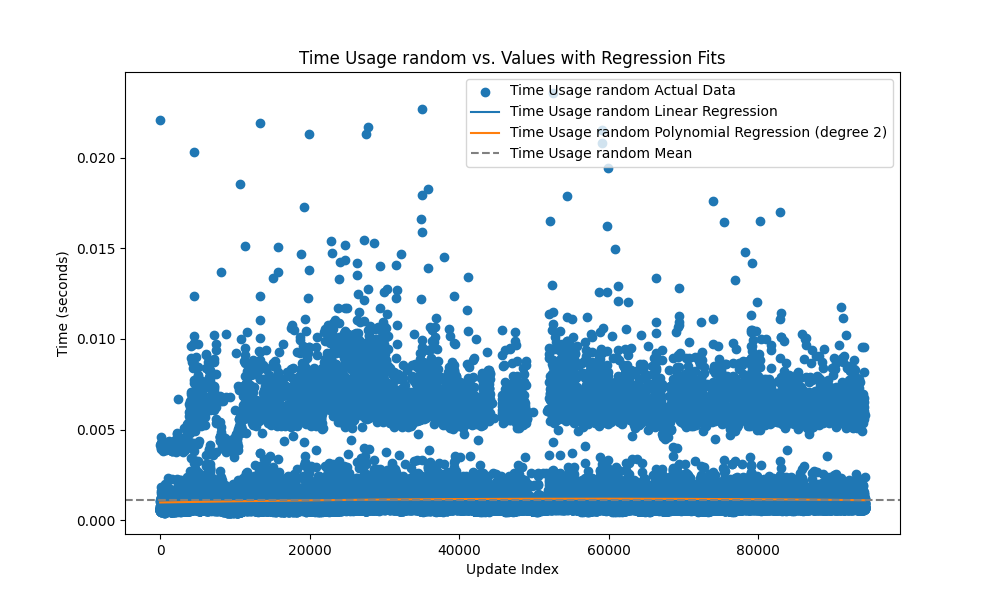 Time Usage random vs. Values with Regression Fits
Time Usage random Actual Data
Time Usage random Linear Regression
Time Usage random Polynomial Regression (degree 2)
Time Usage random Mean
Time (seconds)
0.020
0.015
0.010
0.005
0.000
0 20000 40000 60000 80000
Update Index